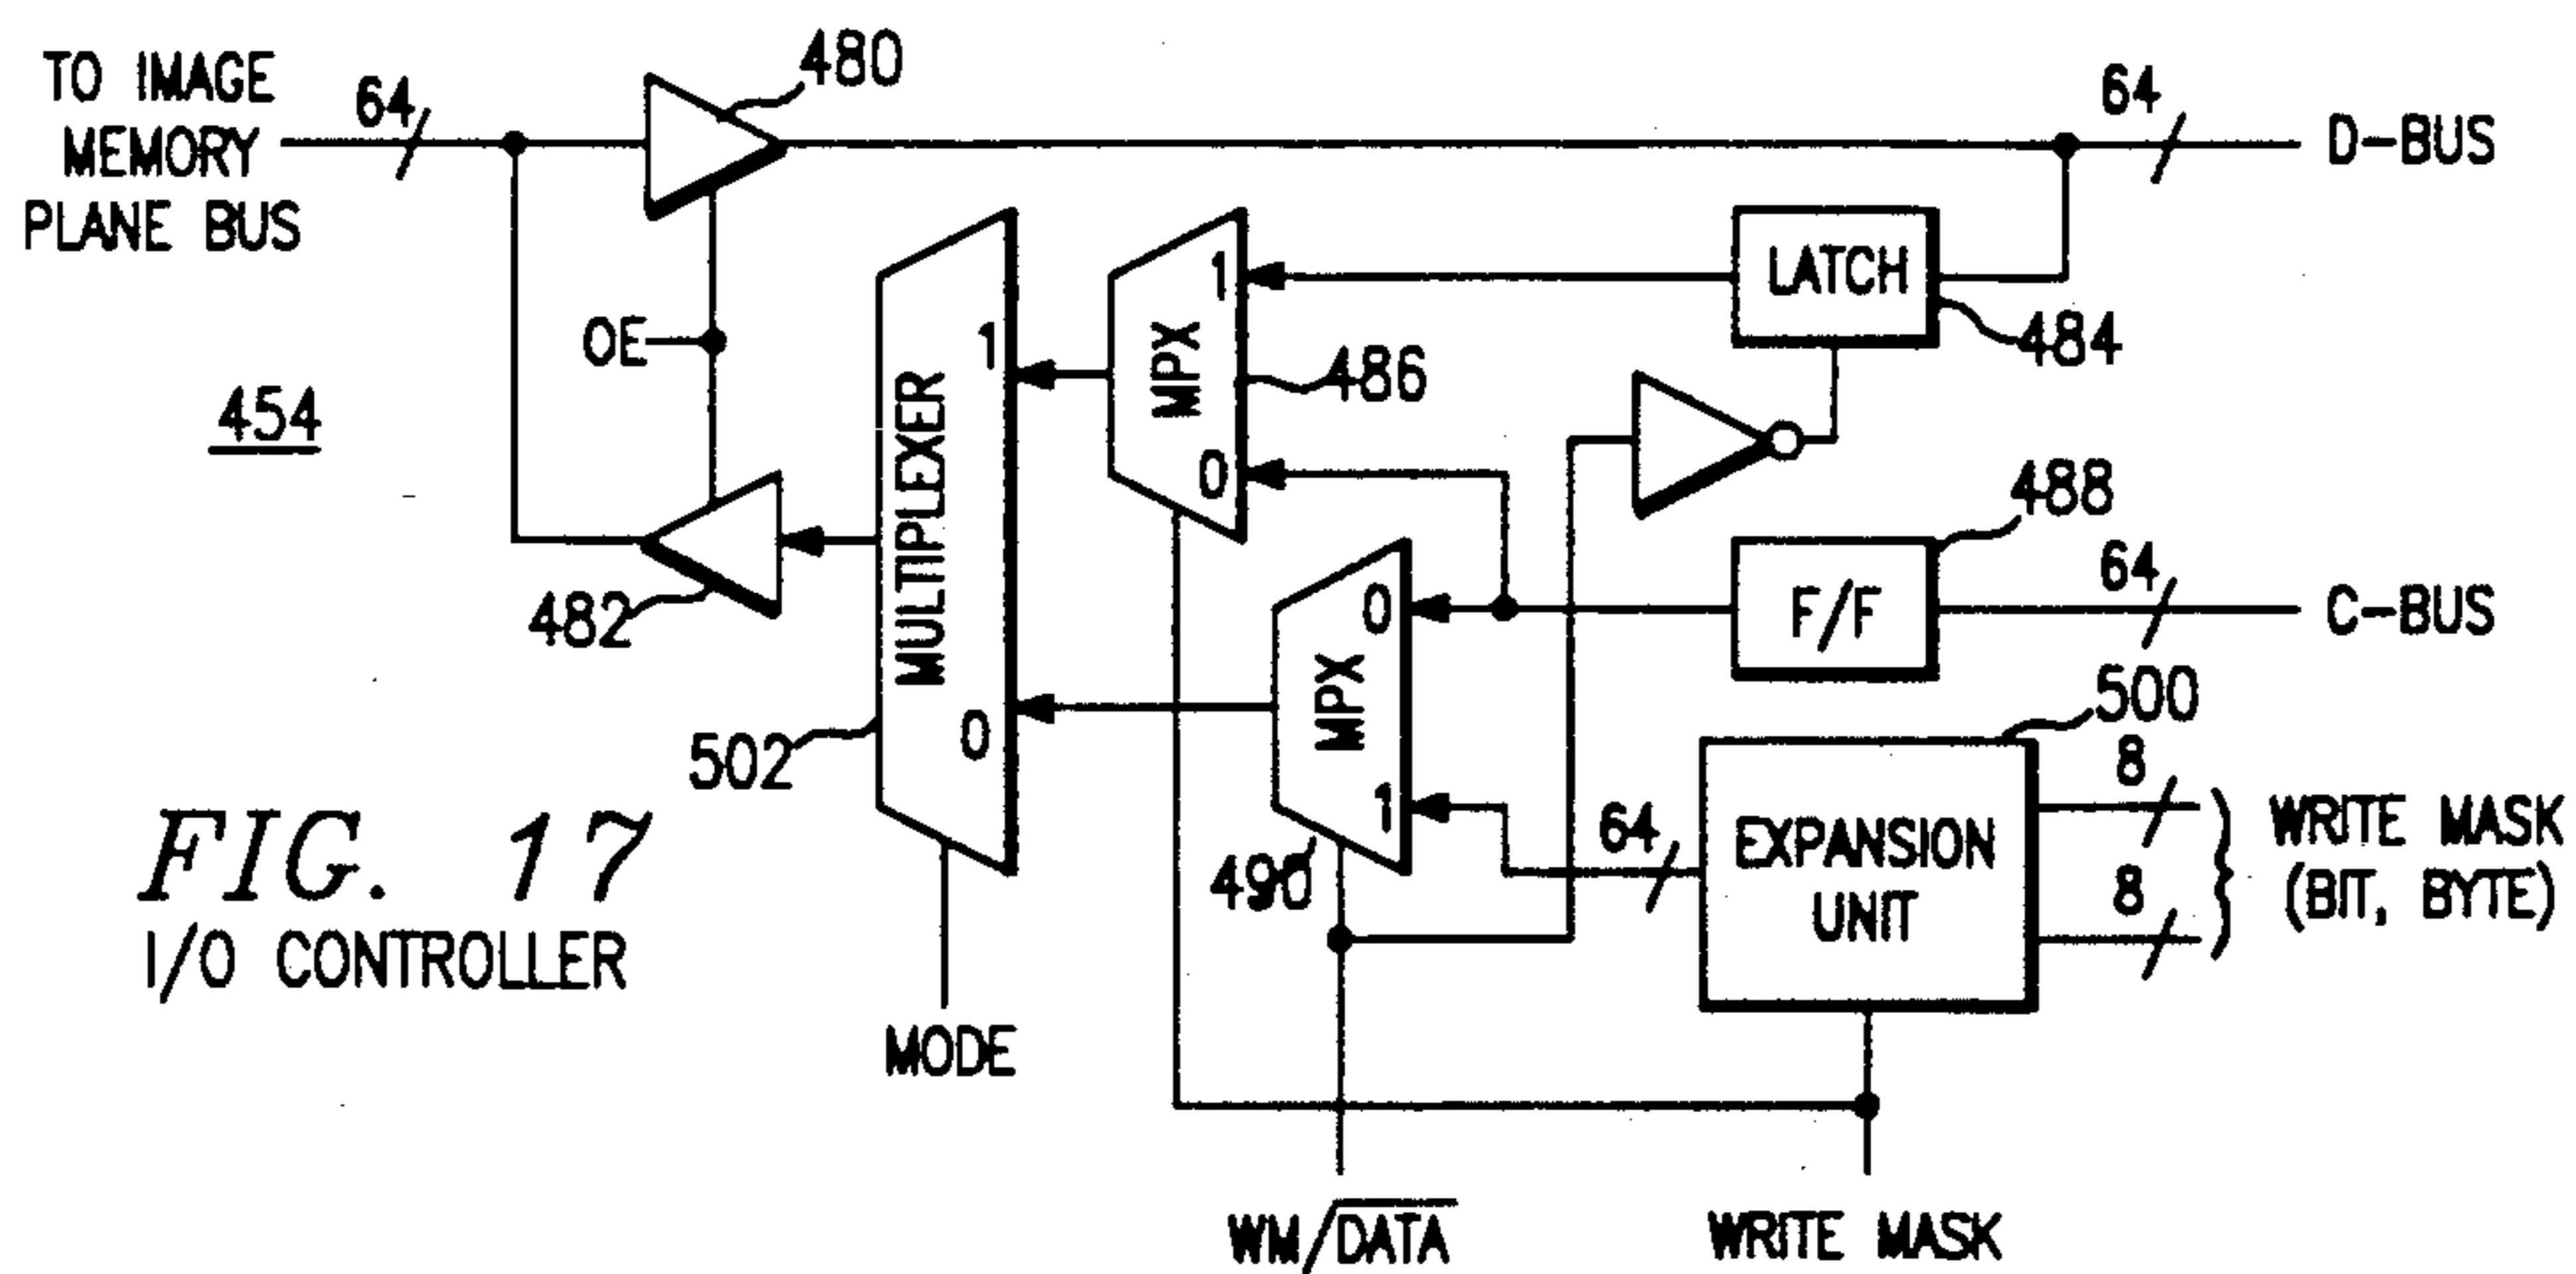 TO IMAGE
MEMORY
PLANE BUS
64
480
64
D-BUS
OE
454
482
MULTIPLEXER
1
0
502
MPX
1
0
486
LATCH
484
488
F/F
64
C-BUS
MPX
0
1
490
500
64
EXPANSION
UNIT
8
8
WRITE MASK
(BIT, BYTE)
FIG. 17
I/O CONTROLLER
MODE
WM/DATA
WRITE MASK